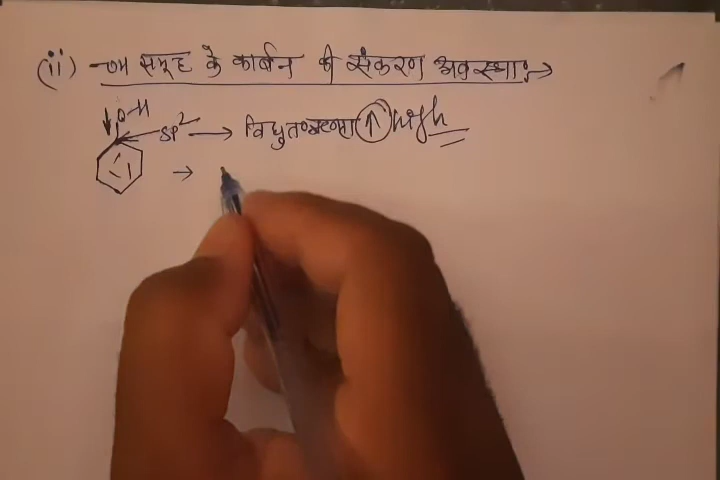 (ii) -OH समूह के कार्बन की संकरण अवस्था :→
↓ O-H
SP² → विधुतऋणता ↑ high
→